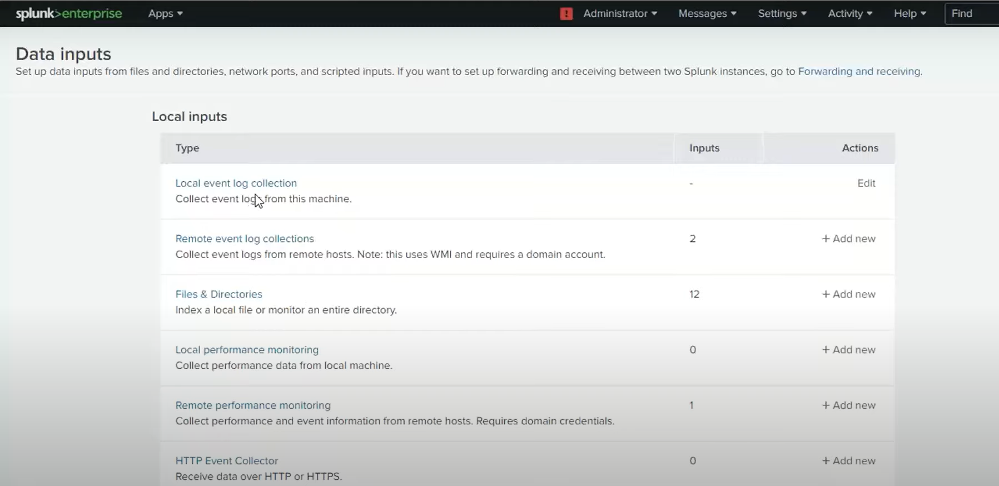 splunk>enterprise Apps Administrator Messages Settings Activity Help Find
Data inputs
Set up data inputs from files and directories, network ports, and scripted inputs. If you want to set up forwarding and receiving between two Splunk instances, go to Forwarding and receiving.
Local inputs
Type Inputs Actions
Local event log collection - Edit
Collect event logs from this machine.
Remote event log collections 2 + Add new
Collect event logs from remote hosts. Note: this uses WMI and requires a domain account.
Files & Directories 12 + Add new
Index a local file or monitor an entire directory.
Local performance monitoring 0 + Add new
Collect performance data from local machine.
Remote performance monitoring 1 + Add new
Collect performance and event information from remote hosts. Requires domain credentials.
HTTP Event Collector 0 + Add new
Receive data over HTTP or HTTPS.